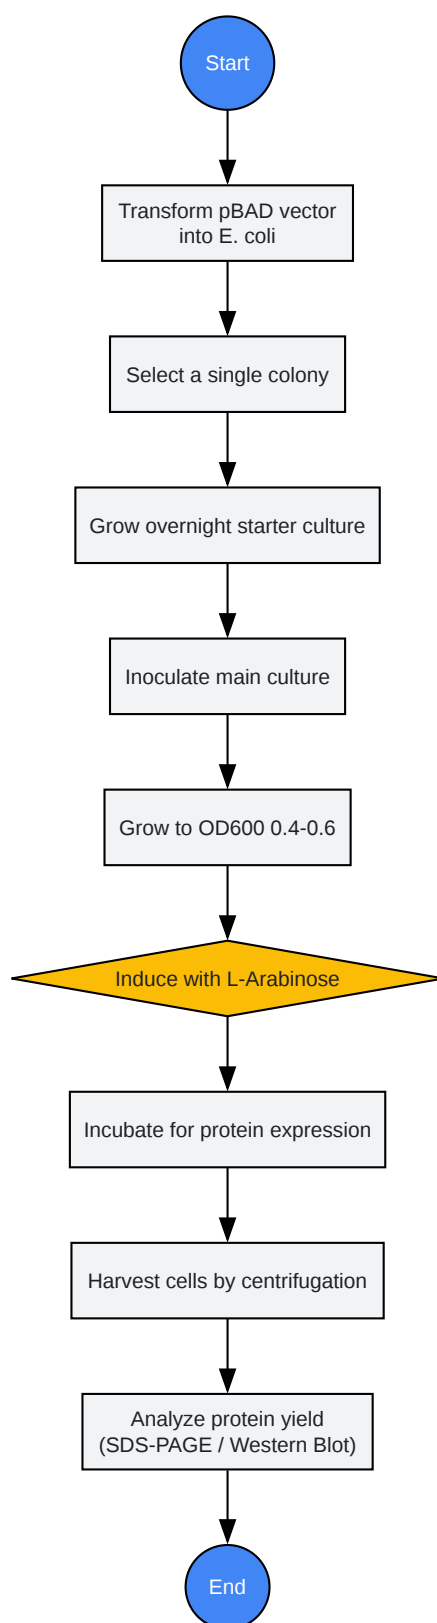 Start
Transform pBAD vector
into E. coli
Select a single colony
Grow overnight starter culture
Inoculate main culture
Grow to OD600 0.4-0.6
Induce with L-Arabinose
Incubate for protein expression
Harvest cells by centrifugation
Analyze protein yield
(SDS-PAGE / Western Blot)
End